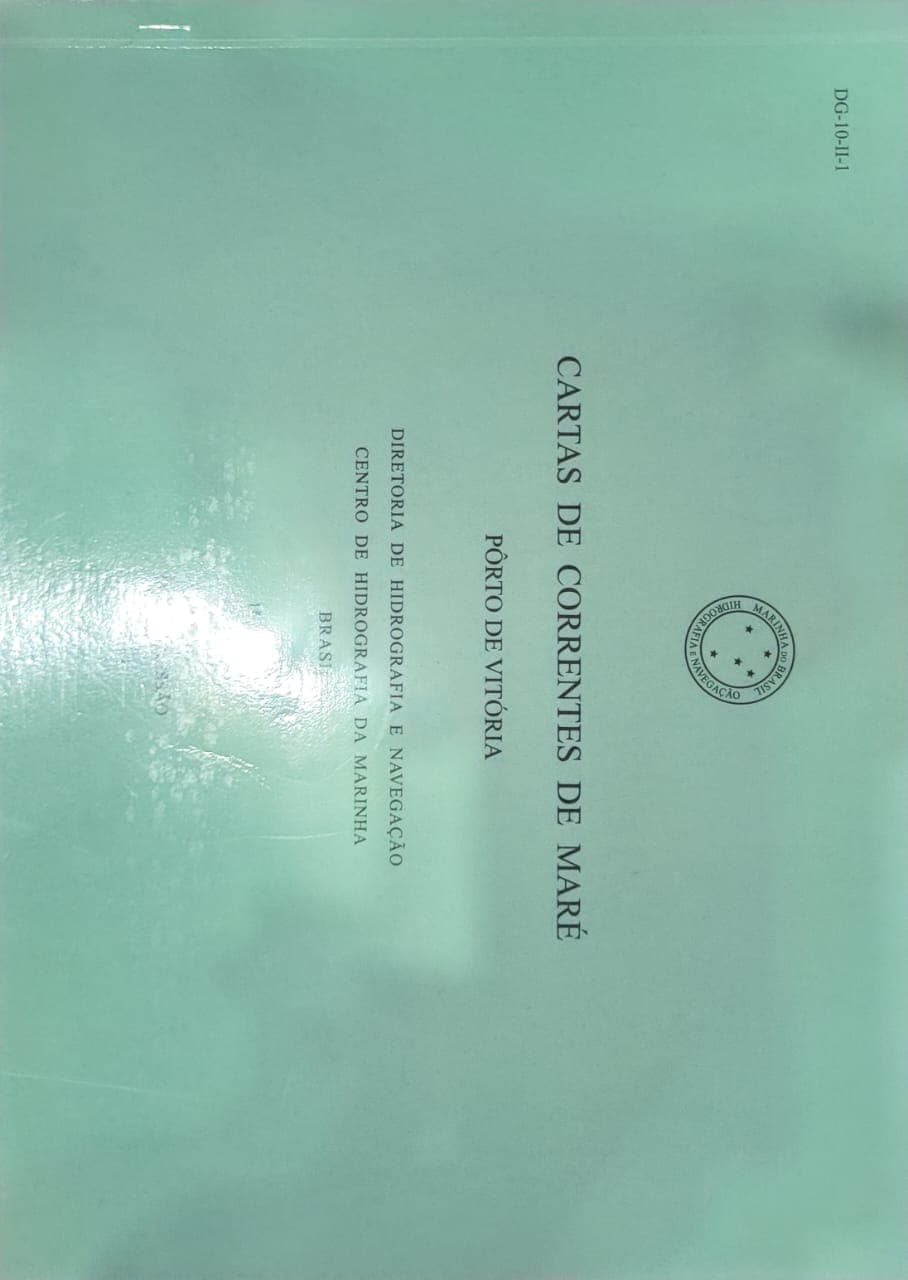 DG-10-II-1
MARINHA DO BRASIL
HIDROGRAFIA E NAVEGAÇÃO
CARTAS DE CORRENTES DE MARÉ
PÔRTO DE VITÓRIA
DIRETORIA DE HIDROGRAFIA E NAVEGAÇÃO
CENTRO DE HIDROGRAFIA DA MARINHA